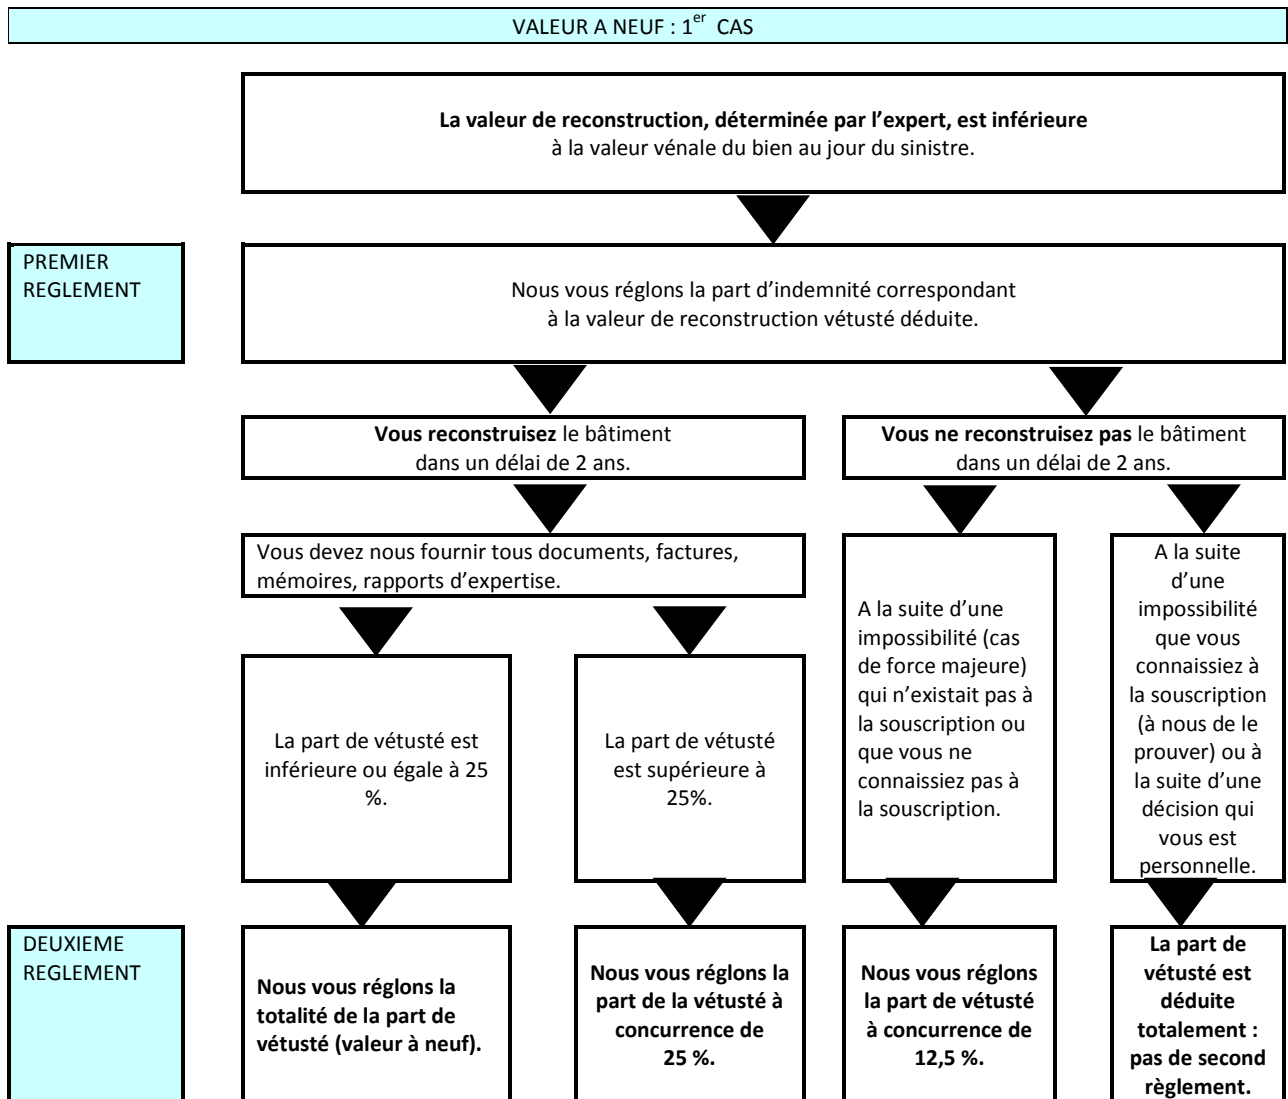 VALEUR A NEUF : 1er CAS
La valeur de reconstruction, déterminée par l’expert, est inférieure
à la valeur vénale du bien au jour du sinistre.
PREMIER
REGLEMENT
Nous vous réglons la part d’indemnité correspondant
à la valeur de reconstruction vétusté déduite.
Vous reconstruisez le bâtiment
dans un délai de 2 ans.
Vous ne reconstruisez pas le bâtiment
dans un délai de 2 ans.
Vous devez nous fournir tous documents, factures,
mémoires, rapports d’expertise.
La part de vétusté est
inférieure ou égale à 25
%.
La part de vétusté
est supérieure à
25%.
A la suite d’une
impossibilité (cas
de force majeure)
qui n’existait pas à
la souscription ou
que vous ne
connaissiez pas à
la souscription.
A la suite
d’une
impossibilité
que vous
connaissiez à
la souscription
(à nous de le
prouver) ou à
la suite d’une
décision qui
vous est
personnelle.
DEUXIEME
REGLEMENT
Nous vous réglons la
totalité de la part de
vétusté (valeur à neuf).
Nous vous réglons la
part de la vétusté à
concurrence de
25 %.
Nous vous réglons
la part de vétusté
à concurrence de
12,5 %.
La part de
vétusté est
déduite
totalement :
pas de second
règlement.